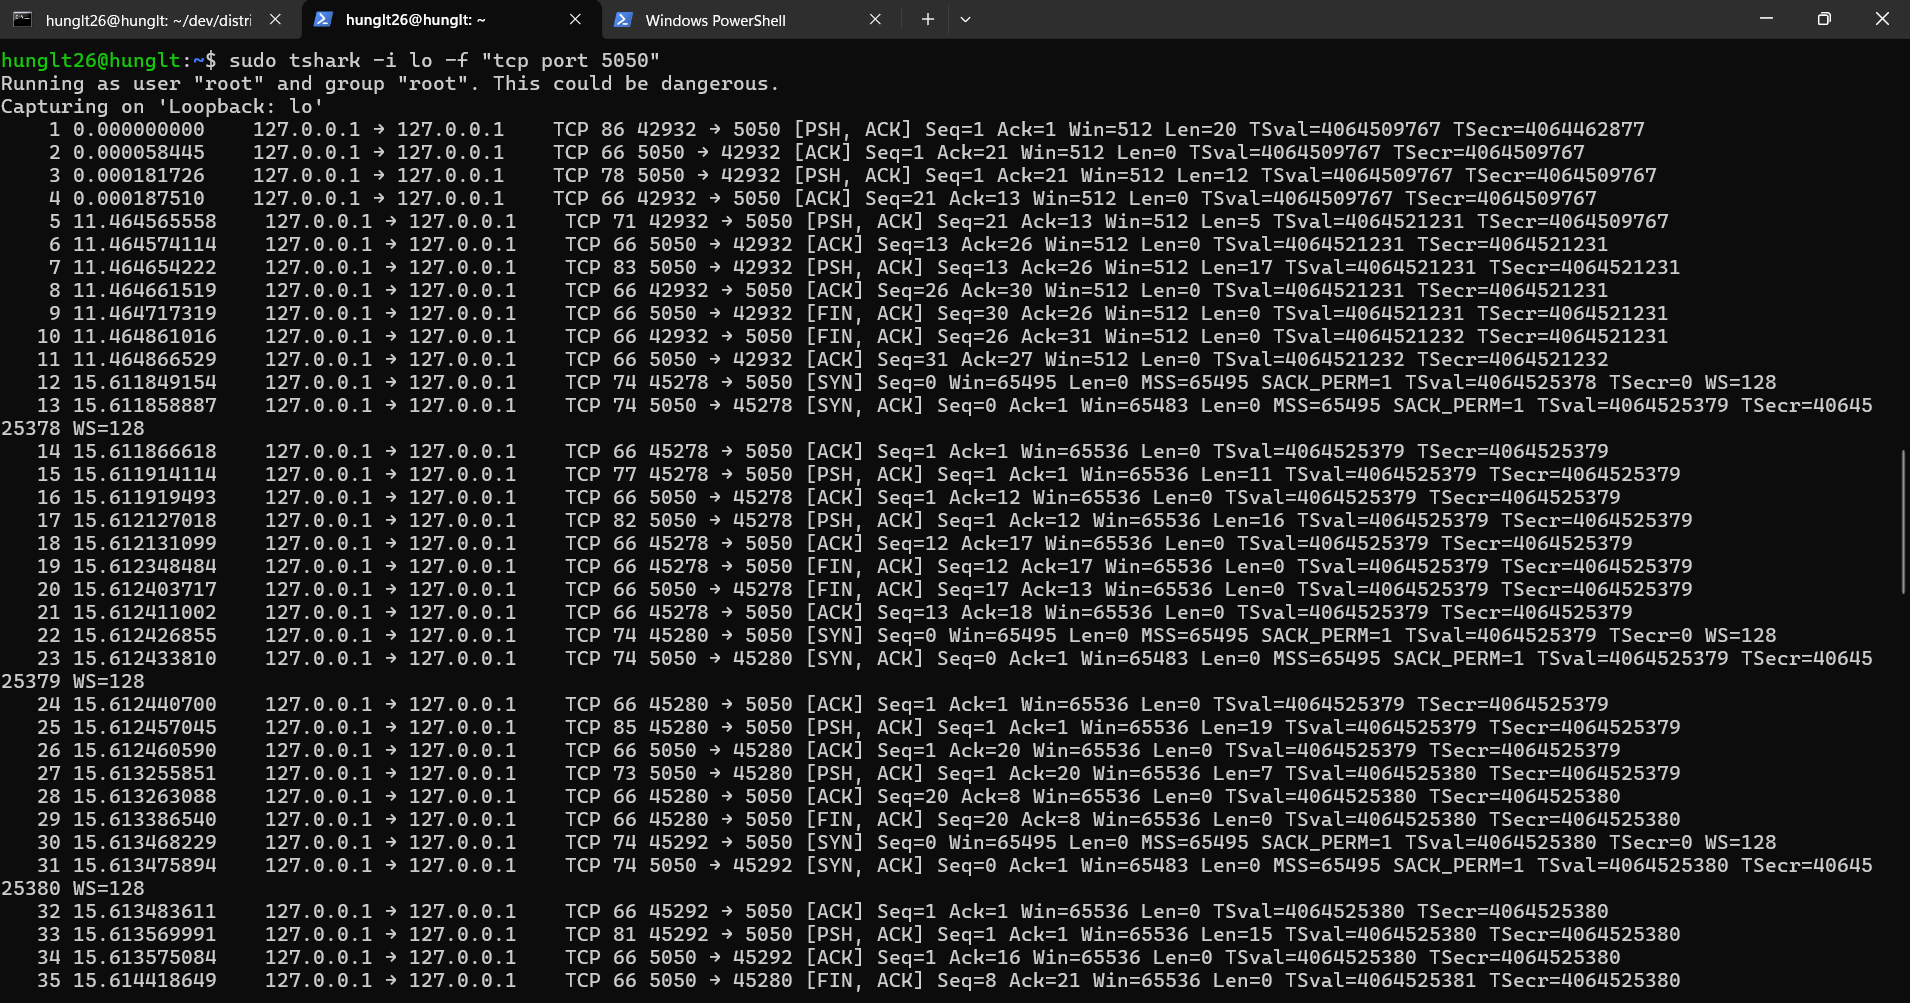 hunglt26@hunglt: ~/dev/distri
hunglt26@hunglt: ~
Windows PowerShell
hunglt26@hunglt:~$ sudo tshark -i lo -f "tcp port 5050"
Running as user "root" and group "root". This could be dangerous.
Capturing on 'Loopback: lo'
1 0.000000000 127.0.0.1 → 127.0.0.1 TCP 86 42932 → 5050 [PSH, ACK] Seq=1 Ack=1 Win=512 Len=20 TSval=4064509767 TSecr=4064462877
2 0.000058445 127.0.0.1 → 127.0.0.1 TCP 66 5050 → 42932 [ACK] Seq=1 Ack=21 Win=512 Len=0 TSval=4064509767 TSecr=4064509767
3 0.000181726 127.0.0.1 → 127.0.0.1 TCP 78 5050 → 42932 [PSH, ACK] Seq=1 Ack=21 Win=512 Len=12 TSval=4064509767 TSecr=4064509767
4 0.000187510 127.0.0.1 → 127.0.0.1 TCP 66 42932 → 5050 [ACK] Seq=21 Ack=13 Win=512 Len=0 TSval=4064509767 TSecr=4064509767
5 11.464565558 127.0.0.1 → 127.0.0.1 TCP 71 42932 → 5050 [PSH, ACK] Seq=21 Ack=13 Win=512 Len=5 TSval=4064521231 TSecr=4064509767
6 11.464574114 127.0.0.1 → 127.0.0.1 TCP 66 5050 → 42932 [ACK] Seq=13 Ack=26 Win=512 Len=0 TSval=4064521231 TSecr=4064521231
7 11.464654222 127.0.0.1 → 127.0.0.1 TCP 83 5050 → 42932 [PSH, ACK] Seq=13 Ack=26 Win=512 Len=17 TSval=4064521231 TSecr=4064521231
8 11.464661519 127.0.0.1 → 127.0.0.1 TCP 66 42932 → 5050 [ACK] Seq=26 Ack=30 Win=512 Len=0 TSval=4064521231 TSecr=4064521231
9 11.464717319 127.0.0.1 → 127.0.0.1 TCP 66 5050 → 42932 [FIN, ACK] Seq=30 Ack=26 Win=512 Len=0 TSval=4064521231 TSecr=4064521231
10 11.464861016 127.0.0.1 → 127.0.0.1 TCP 66 42932 → 5050 [FIN, ACK] Seq=26 Ack=31 Win=512 Len=0 TSval=4064521232 TSecr=4064521231
11 11.464866529 127.0.0.1 → 127.0.0.1 TCP 66 5050 → 42932 [ACK] Seq=31 Ack=27 Win=512 Len=0 TSval=4064521232 TSecr=4064521232
12 15.611849154 127.0.0.1 → 127.0.0.1 TCP 74 45278 → 5050 [SYN] Seq=0 Win=65495 Len=0 MSS=65495 SACK_PERM=1 TSval=4064525378 TSecr=0 WS=128
13 15.611858887 127.0.0.1 → 127.0.0.1 TCP 74 5050 → 45278 [SYN, ACK] Seq=0 Ack=1 Win=65483 Len=0 MSS=65495 SACK_PERM=1 TSval=4064525379 TSecr=40645
25378 WS=128
14 15.611866618 127.0.0.1 → 127.0.0.1 TCP 66 45278 → 5050 [ACK] Seq=1 Ack=1 Win=65536 Len=0 TSval=4064525379 TSecr=4064525379
15 15.611914114 127.0.0.1 → 127.0.0.1 TCP 77 45278 → 5050 [PSH, ACK] Seq=1 Ack=1 Win=65536 Len=11 TSval=4064525379 TSecr=4064525379
16 15.611919493 127.0.0.1 → 127.0.0.1 TCP 66 5050 → 45278 [ACK] Seq=1 Ack=12 Win=65536 Len=0 TSval=4064525379 TSecr=4064525379
17 15.612127018 127.0.0.1 → 127.0.0.1 TCP 82 5050 → 45278 [PSH, ACK] Seq=1 Ack=12 Win=65536 Len=16 TSval=4064525379 TSecr=4064525379
18 15.612131099 127.0.0.1 → 127.0.0.1 TCP 66 45278 → 5050 [ACK] Seq=12 Ack=17 Win=65536 Len=0 TSval=4064525379 TSecr=4064525379
19 15.612348484 127.0.0.1 → 127.0.0.1 TCP 66 45278 → 5050 [FIN, ACK] Seq=12 Ack=17 Win=65536 Len=0 TSval=4064525379 TSecr=4064525379
20 15.612403717 127.0.0.1 → 127.0.0.1 TCP 66 5050 → 45278 [FIN, ACK] Seq=17 Ack=13 Win=65536 Len=0 TSval=4064525379 TSecr=4064525379
21 15.612411002 127.0.0.1 → 127.0.0.1 TCP 66 45278 → 5050 [ACK] Seq=13 Ack=18 Win=65536 Len=0 TSval=4064525379 TSecr=4064525379
22 15.612426855 127.0.0.1 → 127.0.0.1 TCP 74 45280 → 5050 [SYN] Seq=0 Win=65495 Len=0 MSS=65495 SACK_PERM=1 TSval=4064525379 TSecr=0 WS=128
23 15.612433810 127.0.0.1 → 127.0.0.1 TCP 74 5050 → 45280 [SYN, ACK] Seq=0 Ack=1 Win=65483 Len=0 MSS=65495 SACK_PERM=1 TSval=4064525379 TSecr=40645
25379 WS=128
24 15.612440700 127.0.0.1 → 127.0.0.1 TCP 66 45280 → 5050 [ACK] Seq=1 Ack=1 Win=65536 Len=0 TSval=4064525379 TSecr=4064525379
25 15.612457045 127.0.0.1 → 127.0.0.1 TCP 85 45280 → 5050 [PSH, ACK] Seq=1 Ack=1 Win=65536 Len=19 TSval=4064525379 TSecr=4064525379
26 15.612460590 127.0.0.1 → 127.0.0.1 TCP 66 5050 → 45280 [ACK] Seq=1 Ack=20 Win=65536 Len=0 TSval=4064525379 TSecr=4064525379
27 15.613255851 127.0.0.1 → 127.0.0.1 TCP 73 5050 → 45280 [PSH, ACK] Seq=1 Ack=20 Win=65536 Len=7 TSval=4064525380 TSecr=4064525379
28 15.613263088 127.0.0.1 → 127.0.0.1 TCP 66 45280 → 5050 [ACK] Seq=20 Ack=8 Win=65536 Len=0 TSval=4064525380 TSecr=4064525380
29 15.613386540 127.0.0.1 → 127.0.0.1 TCP 66 45280 → 5050 [FIN, ACK] Seq=20 Ack=8 Win=65536 Len=0 TSval=4064525380 TSecr=4064525380
30 15.613468229 127.0.0.1 → 127.0.0.1 TCP 74 45292 → 5050 [SYN] Seq=0 Win=65495 Len=0 MSS=65495 SACK_PERM=1 TSval=4064525380 TSecr=0 WS=128
31 15.613475894 127.0.0.1 → 127.0.0.1 TCP 74 5050 → 45292 [SYN, ACK] Seq=0 Ack=1 Win=65483 Len=0 MSS=65495 SACK_PERM=1 TSval=4064525380 TSecr=40645
25380 WS=128
32 15.613483611 127.0.0.1 → 127.0.0.1 TCP 66 45292 → 5050 [ACK] Seq=1 Ack=1 Win=65536 Len=0 TSval=4064525380 TSecr=4064525380
33 15.613569991 127.0.0.1 → 127.0.0.1 TCP 81 45292 → 5050 [PSH, ACK] Seq=1 Ack=1 Win=65536 Len=15 TSval=4064525380 TSecr=4064525380
34 15.613575084 127.0.0.1 → 127.0.0.1 TCP 66 5050 → 45292 [ACK] Seq=1 Ack=16 Win=65536 Len=0 TSval=4064525380 TSecr=4064525380
35 15.614418649 127.0.0.1 → 127.0.0.1 TCP 66 5050 → 45280 [FIN, ACK] Seq=8 Ack=21 Win=65536 Len=0 TSval=4064525381 TSecr=4064525380